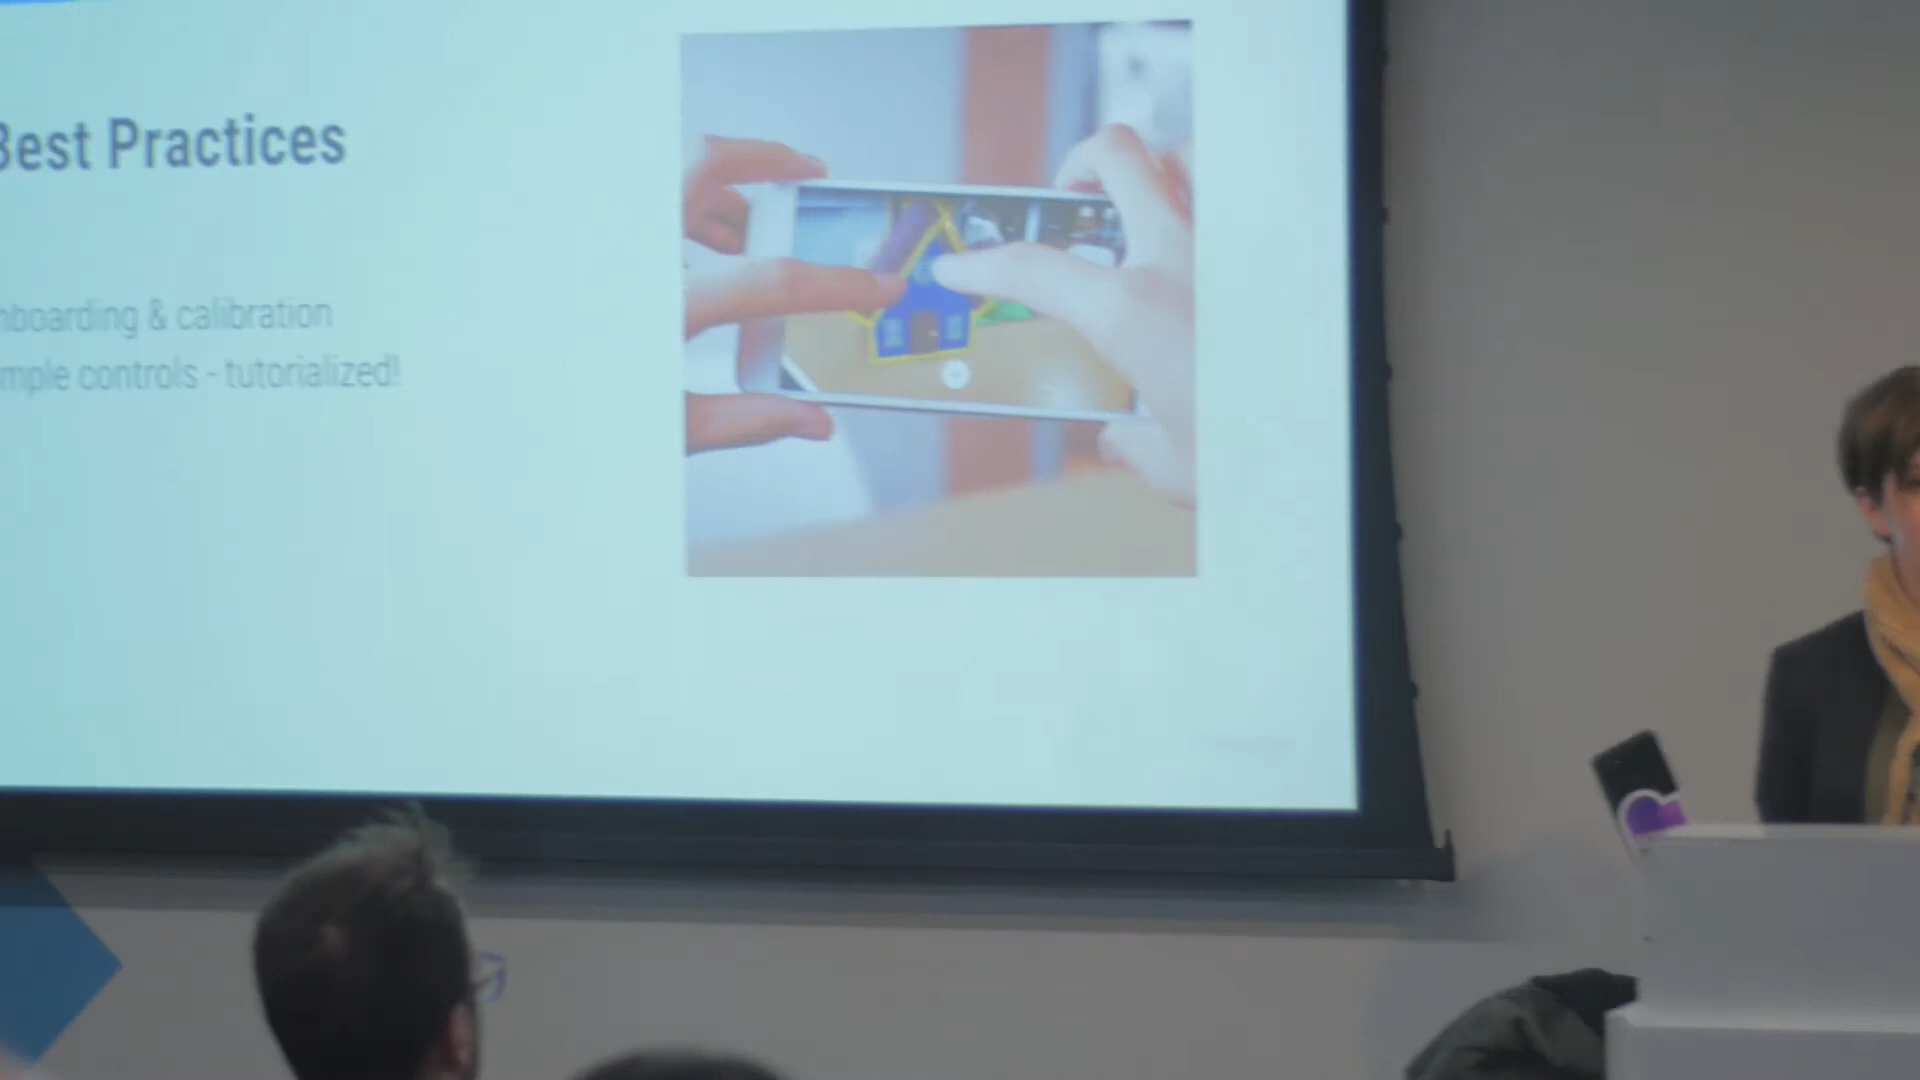 Best Practices
nboarding & calibration
mple controls - tutorialized!